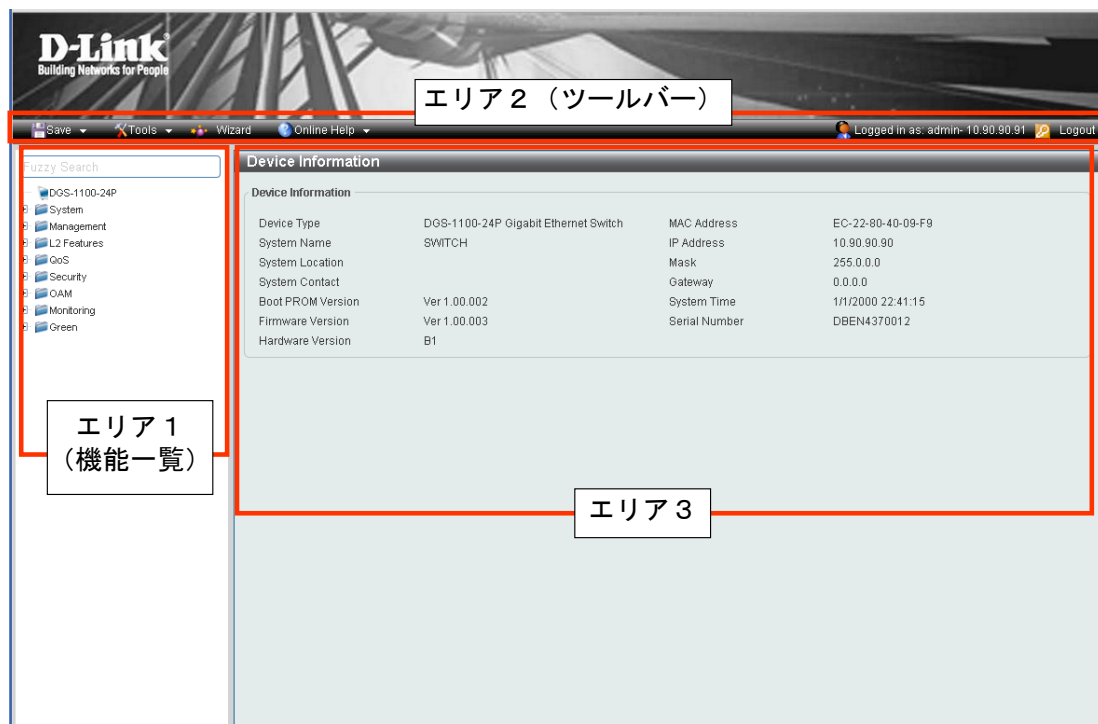 D-Link
Building Networks for People
エリア２（ツールバー）
Save Tools Wizard Online Help Logged in as: admin- 10.90.90.91 Logout
Fuzzy Search
DGS-1100-24P
System
Management
L2 Features
QoS
Security
OAM
Monitoring
Green
エリア１
（機能一覧）
Device Information
Device Information
Device Type DGS-1100-24P Gigabit Ethernet Switch MAC Address EC-22-80-40-09-F9
System Name SWITCH IP Address 10.90.90.90
System Location Mask 255.0.0.0
System Contact Gateway 0.0.0.0
Boot PROM Version Ver 1.00.002 System Time 1/1/2000 22:41:15
Firmware Version Ver 1.00.003 Serial Number DBEN4370012
Hardware Version B1
エリア３